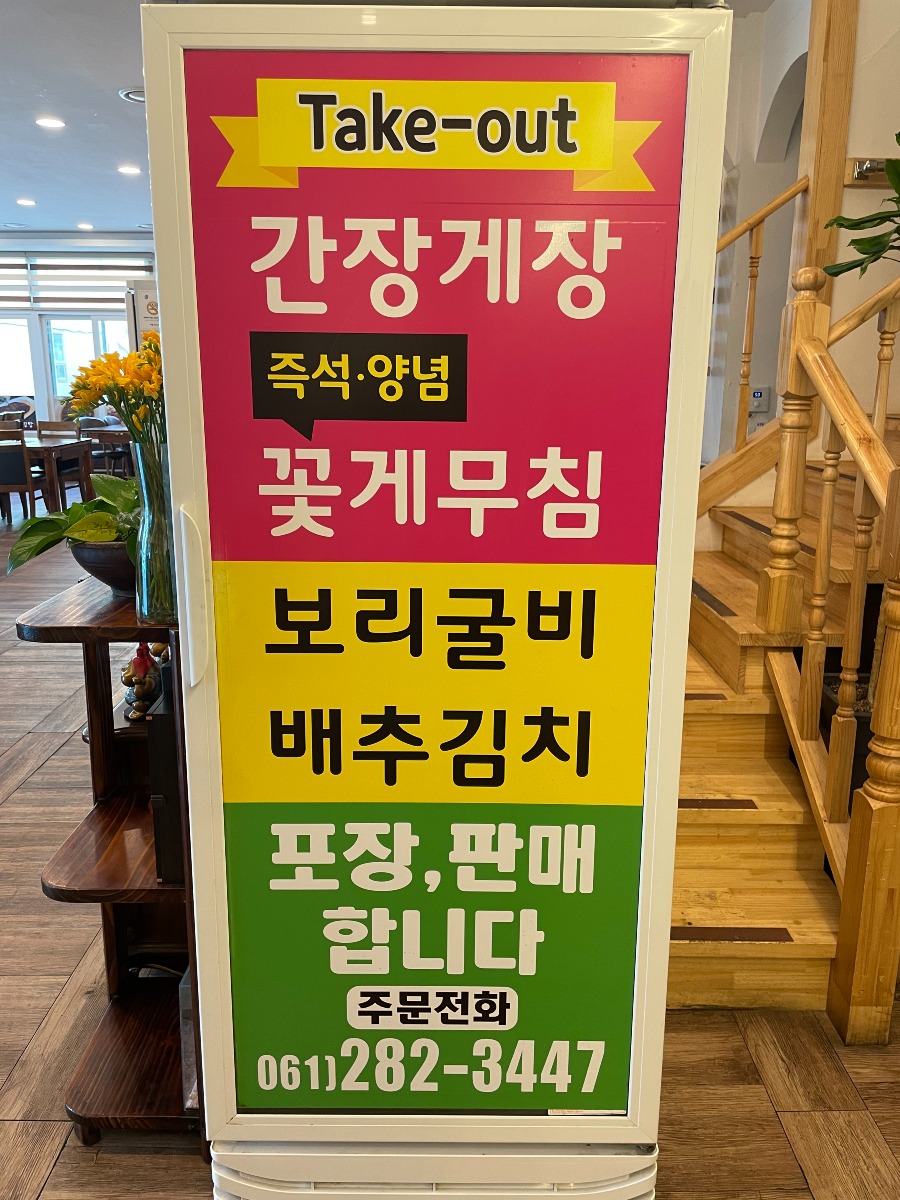 Take-out
간장게장
즉석·양념
꽃게무침
보리굴비
배추김치
포장,판매
합니다
주문전화
061)282-3447